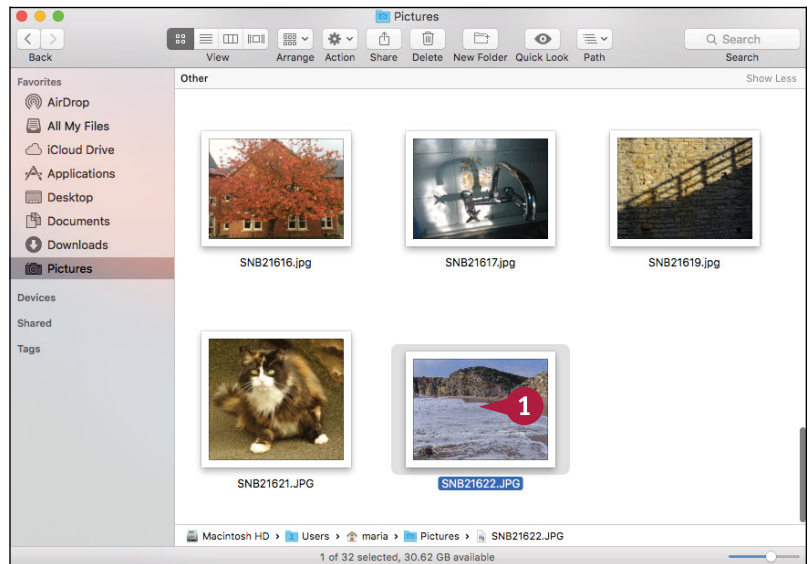 Pictures
Search
Back View Arrange Action Share Delete New Folder Quick Look Path Search
Favorites
Other Show Less
AirDrop
All My Files
iCloud Drive
Applications
Desktop
Documents
Downloads
Pictures
Devices
Shared
Tags
SNB21616.jpg SNB21617.jpg SNB21619.jpg
1
SNB21621.JPG SNB21622.JPG
Macintosh HD › Users › maria › Pictures › SNB21622.JPG
1 of 32 selected, 30.62 GB available